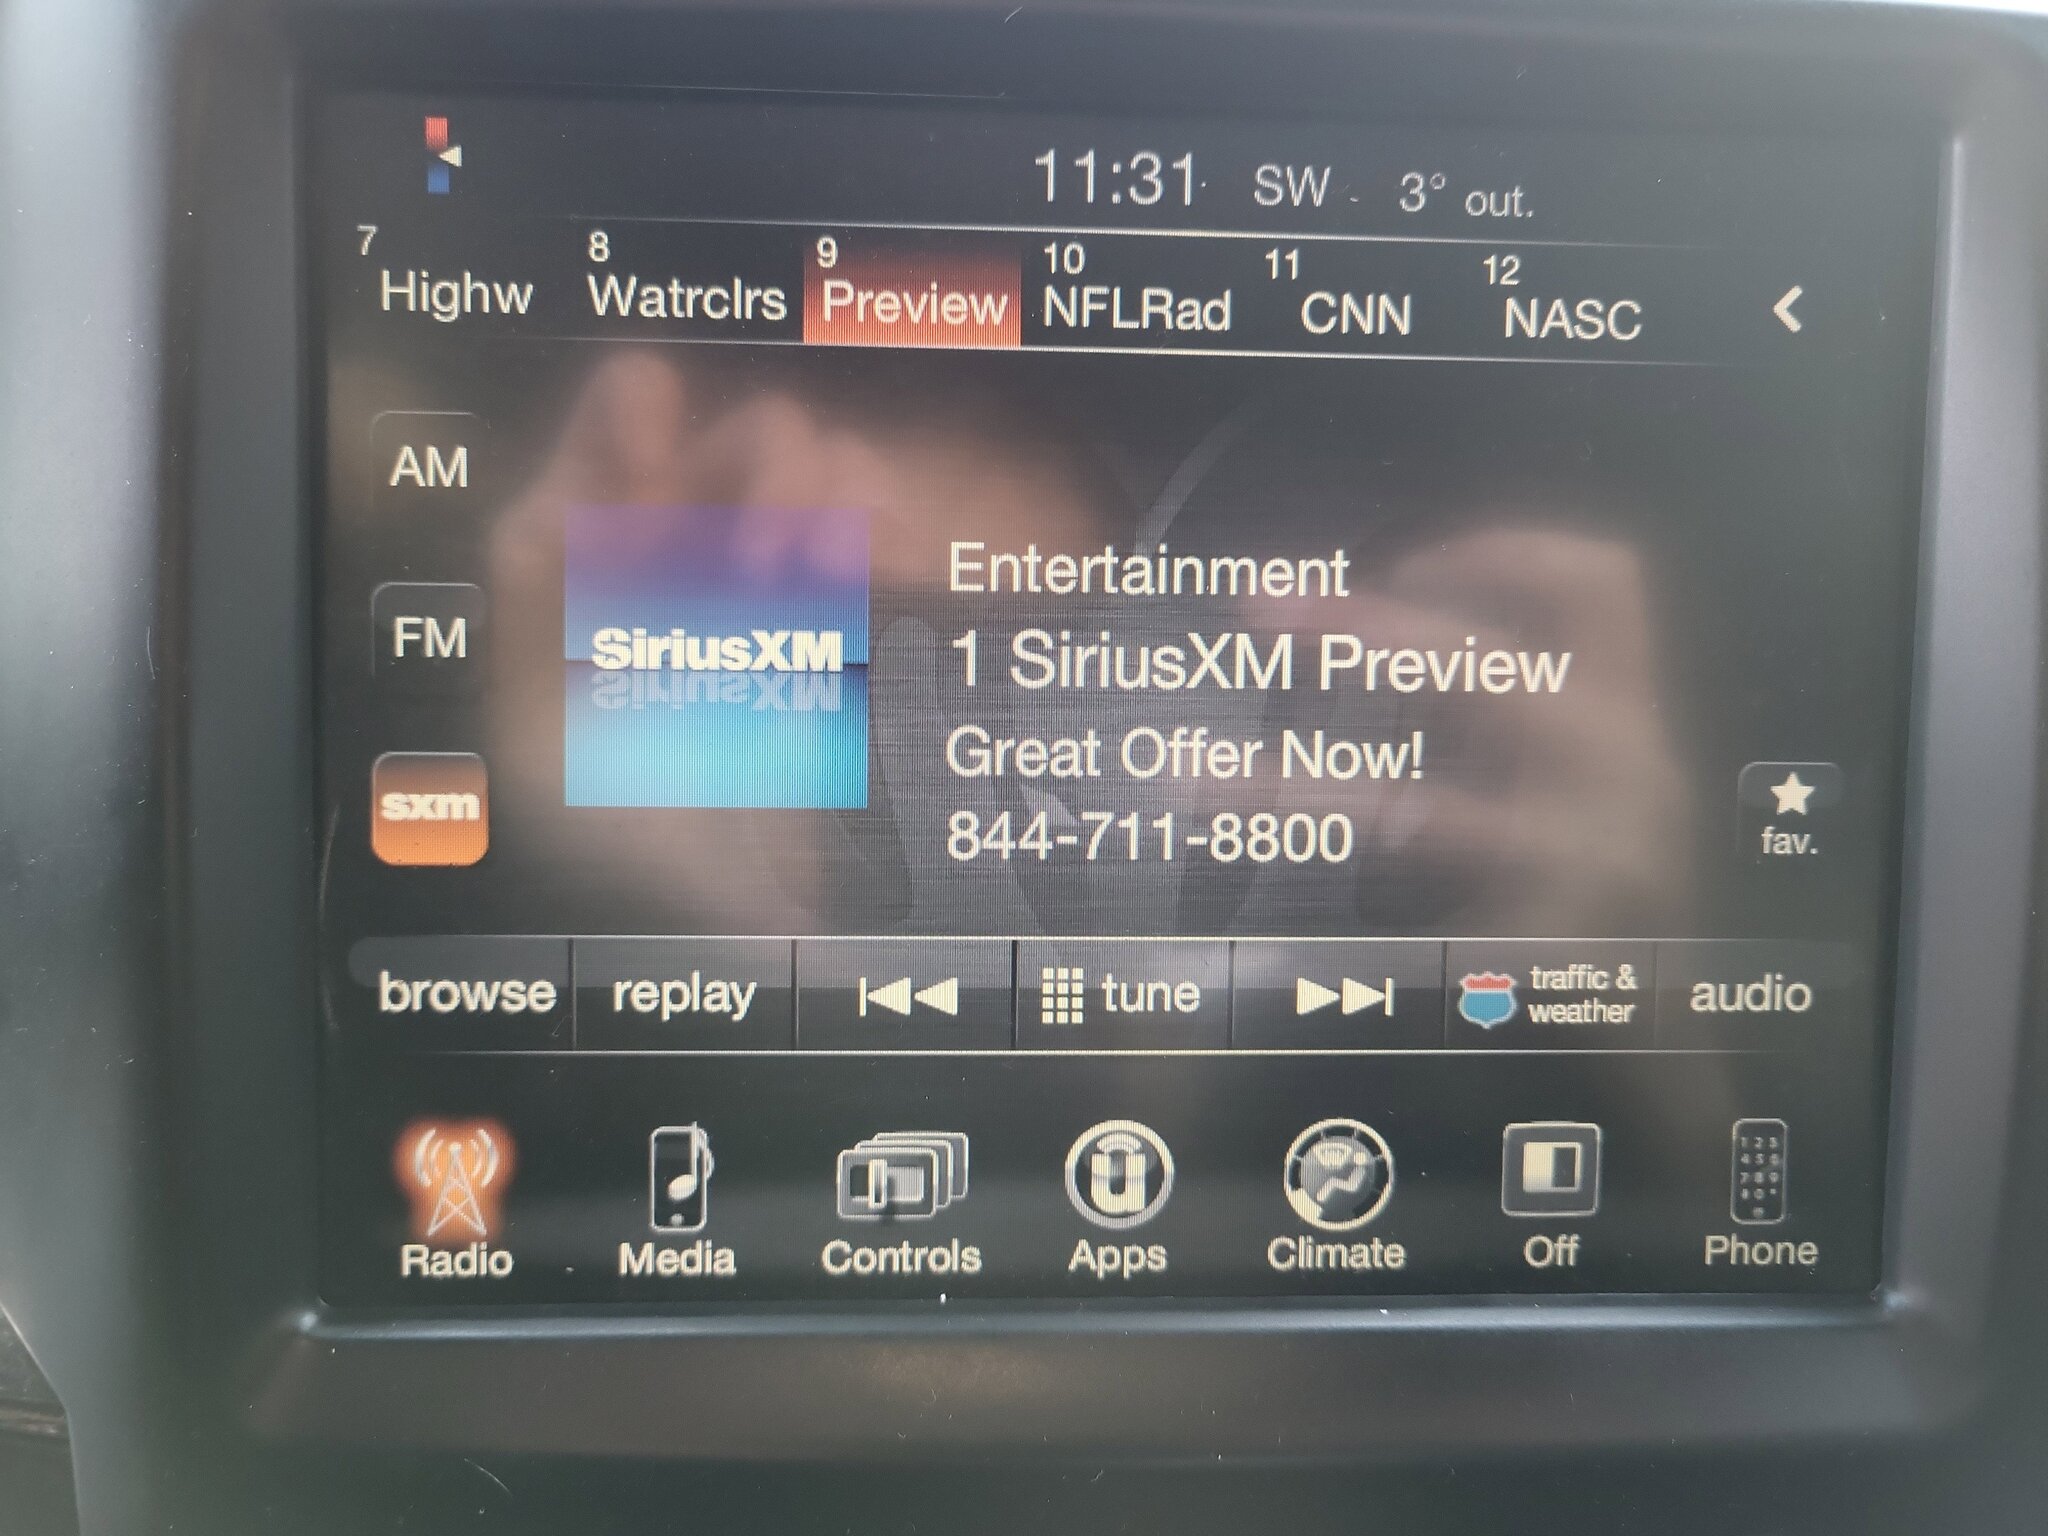 11:31 SW 3° out.
7 Highw 8 Watrclrs 9 Preview 10 NFLRad 11 CNN 12 NASC
AM
FM
sxm
SiriusXM
Entertainment
1 SiriusXM Preview
Great Offer Now!
844-711-8800
fav.
browse replay tune traffic & weather audio
Radio Media Controls Apps Climate Off Phone